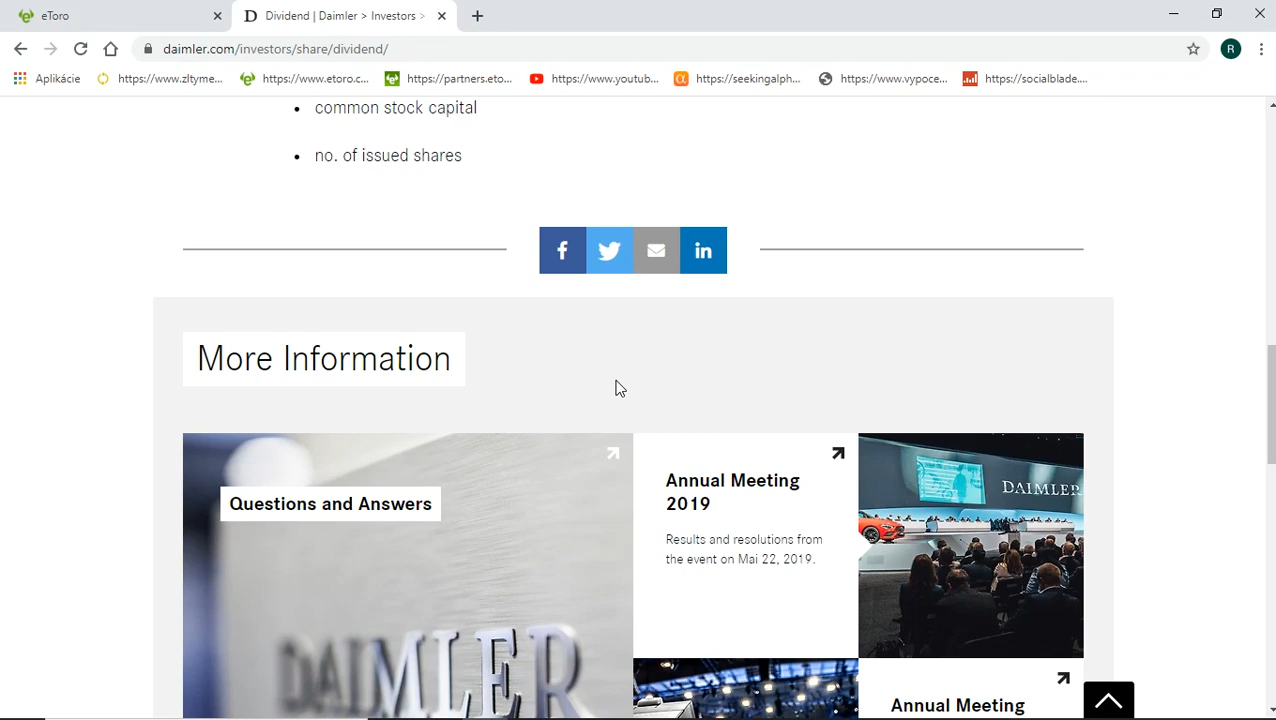 eToro
Dividend | Daimler > Investors >
daimler.com/investors/share/dividend/
R
Aplikácie
https://www.zltyme...
https://www.etoro.c...
https://partners.eto...
https://www.youtub...
https://seekingalph...
https://www.vypoce...
https://socialblade....
common stock capital
no. of issued shares
More Information
Questions and Answers
DAIMLER
Annual Meeting
2019
Results and resolutions from
the event on Mai 22, 2019.
DAIMLER
Annual Meeting